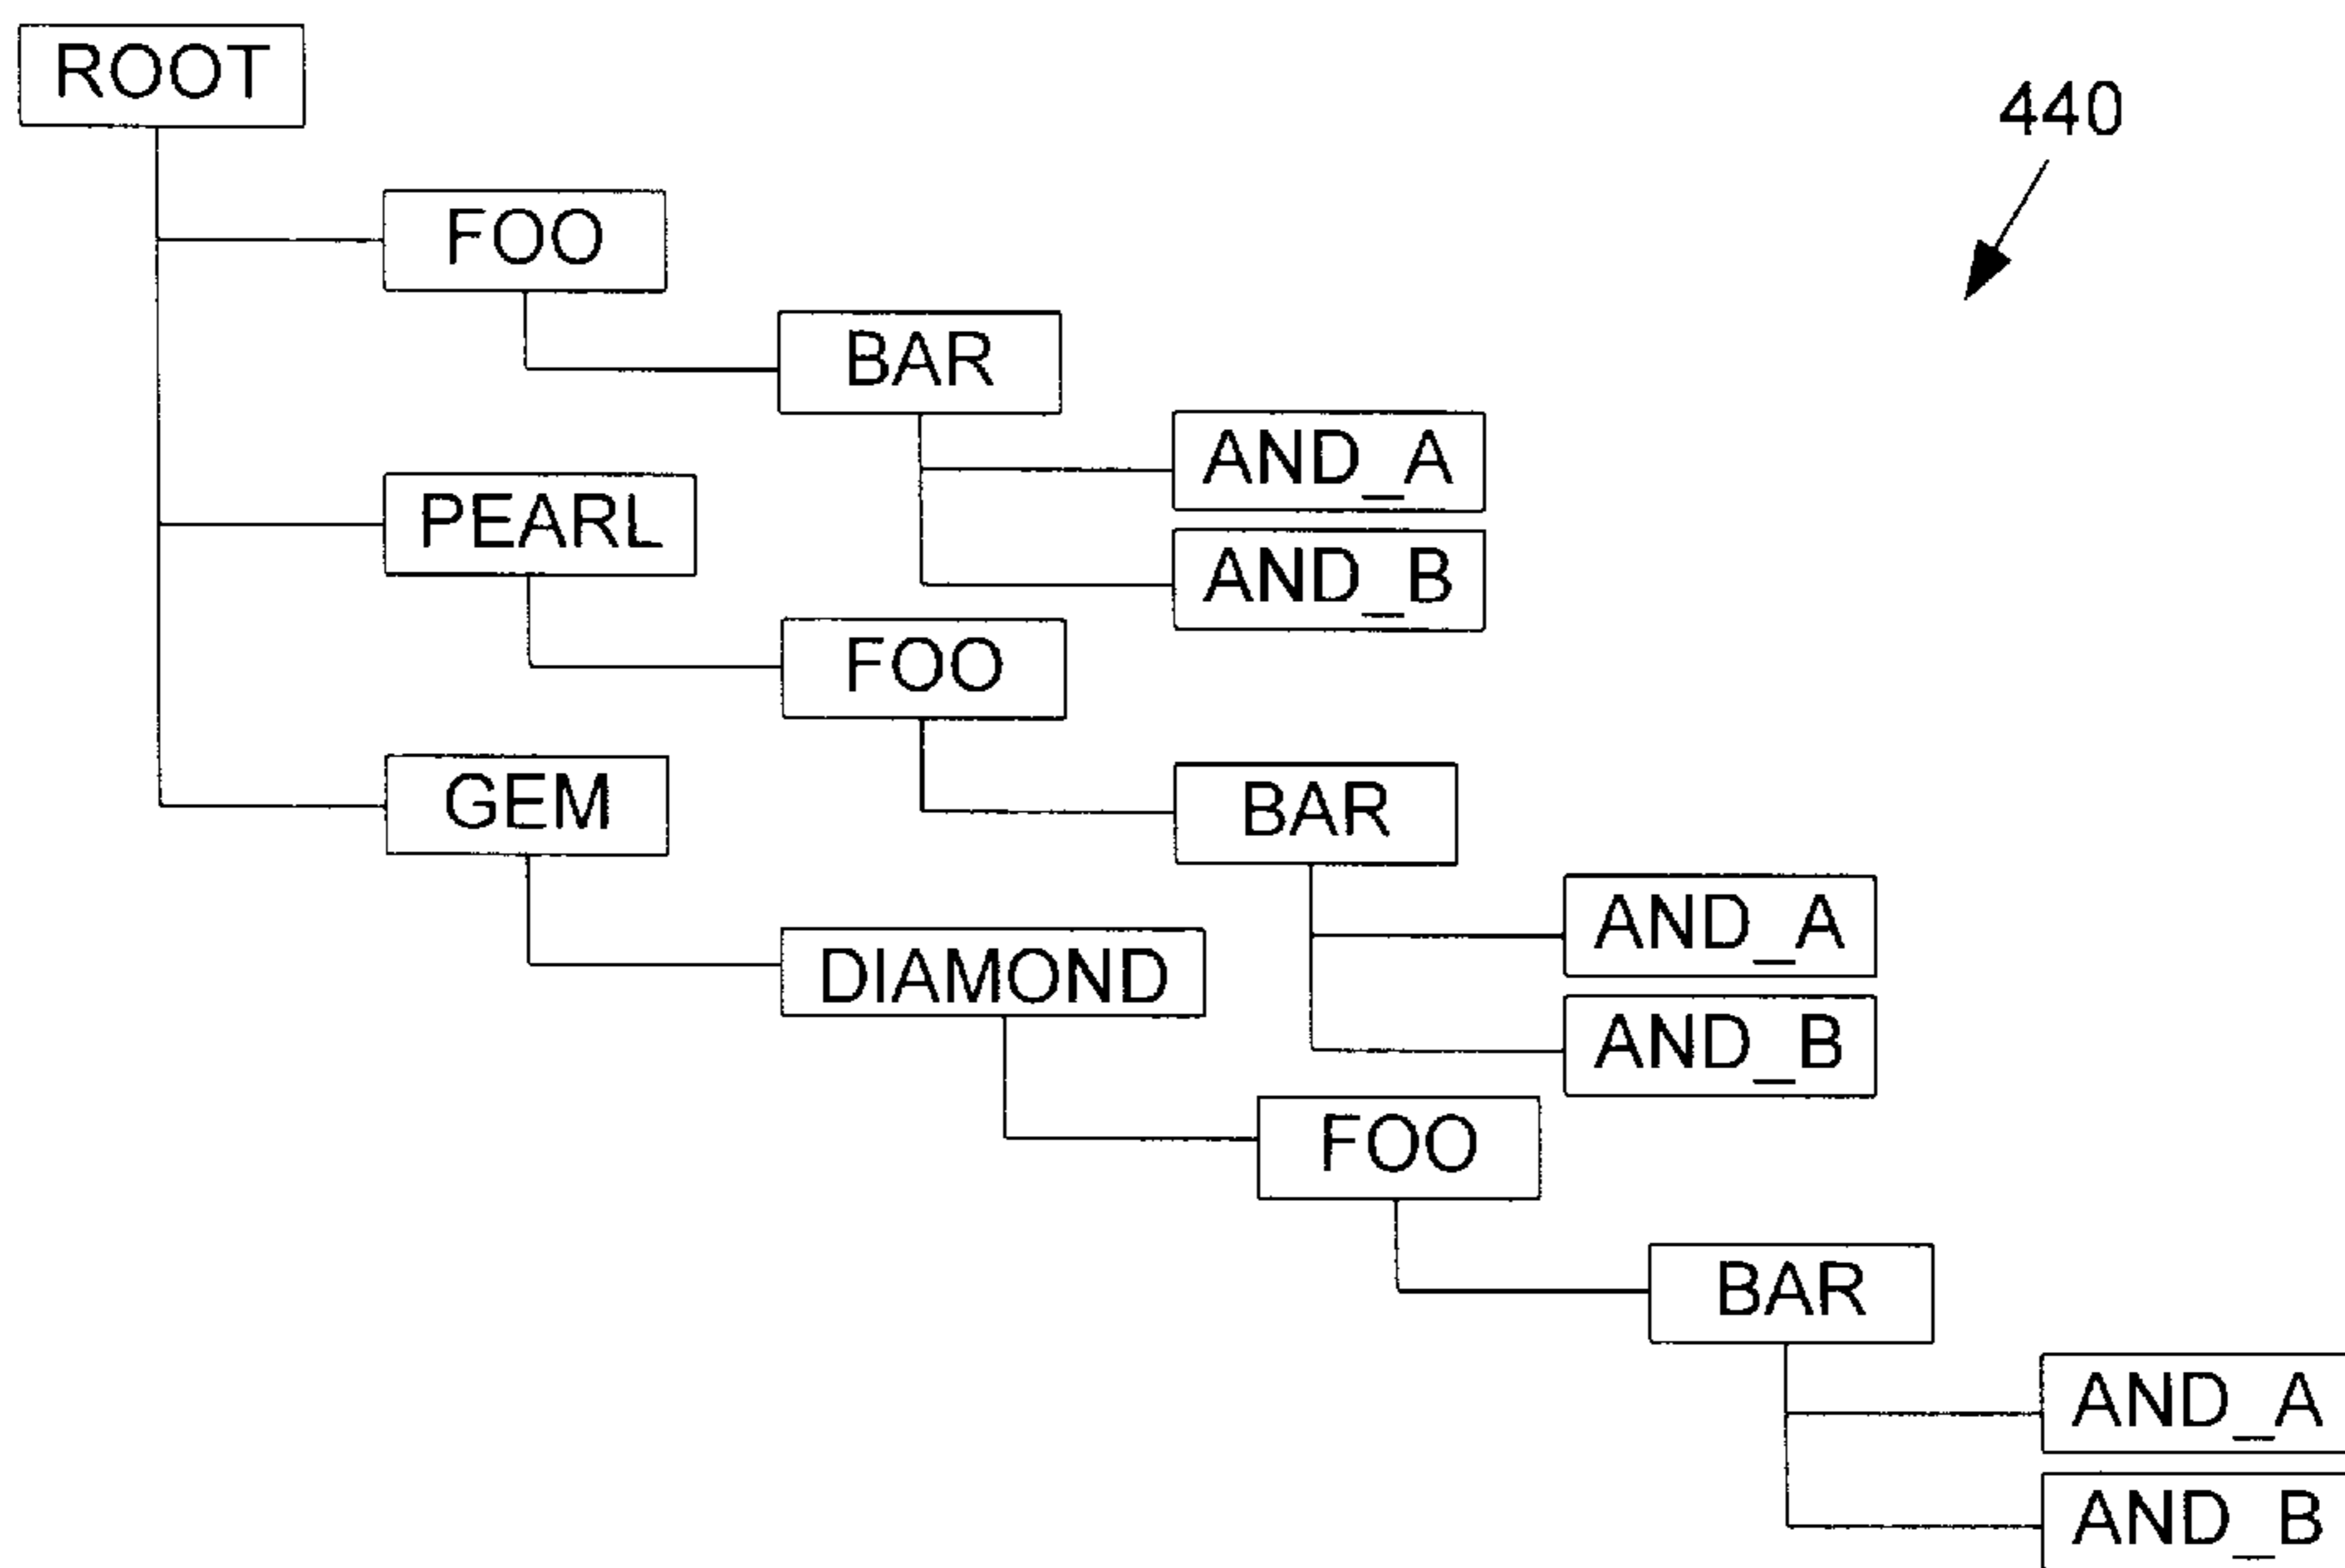 ROOT
440
FOO
BAR
AND_A
PEARL
AND_B
FOO
GEM
BAR
AND_A
DIAMOND
AND_B
FOO
BAR
AND_A
AND_B